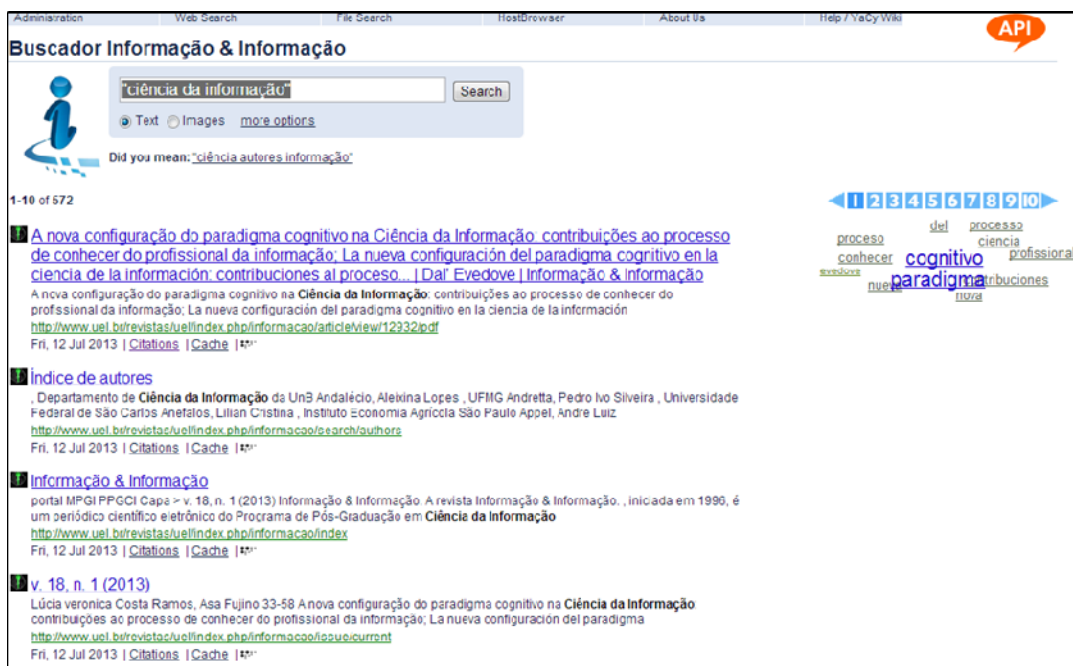 Administration Web Search File Search HostBrowser About Us Help / YaCy Wiki
API
Buscador Informação & Informação
"ciência da informação" Search
Text Images more options
Did you mean: "ciência autores informação"
1-10 of 572
1 2 3 4 5 6 7 8 9 10
A nova configuração do paradigma cognitivo na Ciência da Informação: contribuições ao processo
de conhecer do profissional da informação; La nueva configuración del paradigma cognitivo en la
ciencia de la información: contribuciones al proceso... | Dal' Evedove | Informação & Informação
A nova configuração do paradigma cognitivo na Ciência da Informação: contribuições ao processo de conhecer do
profissional da informação; La nueva configuración del paradigma cognitivo en la ciencia de la información
http://www.uel.br/revistas/uel/index.php/informacao/article/view/12932/pdf
Fri, 12 Jul 2013 | Citations | Cache |
del processo
proceso ciencia
conhecer cognitivo profissional
evedove paradigma contribuciones
nueva nova
Índice de autores
, Departamento de Ciência da Informação da UnB Andalécio, Aleixina Lopes , UFMG Andretta, Pedro Ivo Silveira , Universidade
Federal de São Carlos Anefalos, Lilian Cristina , Instituto Economia Agrícola São Paulo Appel, Andre Luiz
http://www.uel.br/revistas/uel/index.php/informacao/search/authors
Fri, 12 Jul 2013 | Citations | Cache |
Informação & Informação
portal MPGI PPGCI Capa > v. 18, n. 1 (2013) Informação & Informação. A revista Informação & Informação. , iniciada em 1996, é
um periódico científico eletrônico do Programa de Pós-Graduação em Ciência da Informação
http://www.uel.br/revistas/uel/index.php/informacao/index
Fri, 12 Jul 2013 | Citations | Cache |
v. 18, n. 1 (2013)
Lúcia veronica Costa Ramos, Asa Fujino 33-58 A nova configuração do paradigma cognitivo na Ciência da Informação:
contribuições ao processo de conhecer do profissional da informação; La nueva configuración del paradigma
http://www.uel.br/revistas/uel/index.php/informacao/issue/current
Fri, 12 Jul 2013 | Citations | Cache |